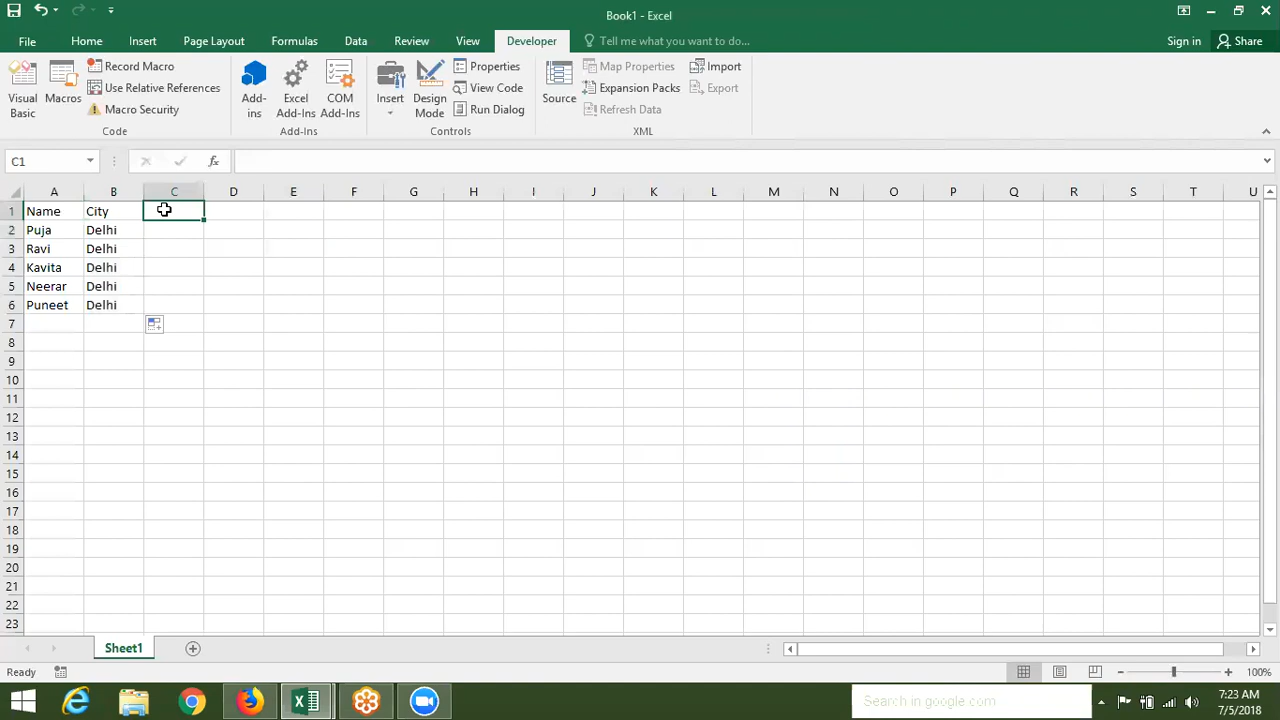 Book1 - Excel
File Home Insert Page Layout Formulas Data Review View Developer Tell me what you want to do... Sign in Share
Visual Basic
Macros
Record Macro
Use Relative References
Macro Security
Code
Add-ins
Excel Add-Ins
COM Add-Ins
Add-Ins
Insert
Design Mode
Properties
View Code
Run Dialog
Controls
Source
Map Properties
Expansion Packs
Refresh Data
Import
Export
XML
C1 fx
A B C D E F G H I J K L M N O P Q R S T U
1 Name City
2 Puja Delhi
3 Ravi Delhi
4 Kavita Delhi
5 Neerar Delhi
6 Puneet Delhi
7
8
9
10
11
12
13
14
15
16
17
18
19
20
21
22
23
Sheet1
Ready 100%
Search in google.com
7:23 AM
7/5/2018